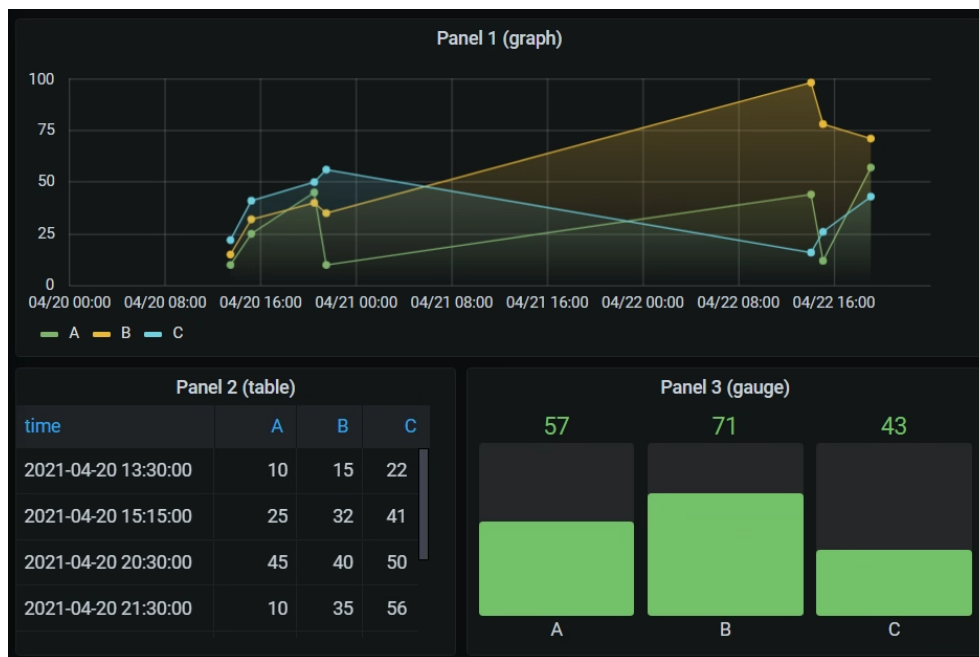 Panel 1 (graph)
100
75
50
25
0
04/20 00:00 04/20 08:00 04/20 16:00 04/21 00:00 04/21 08:00 04/21 16:00 04/22 00:00 04/22 08:00 04/22 16:00
A B C
Panel 2 (table)
time A B C
2021-04-20 13:30:00 10 15 22
2021-04-20 15:15:00 25 32 41
2021-04-20 20:30:00 45 40 50
2021-04-20 21:30:00 10 35 56
Panel 3 (gauge)
57 71 43
A B C